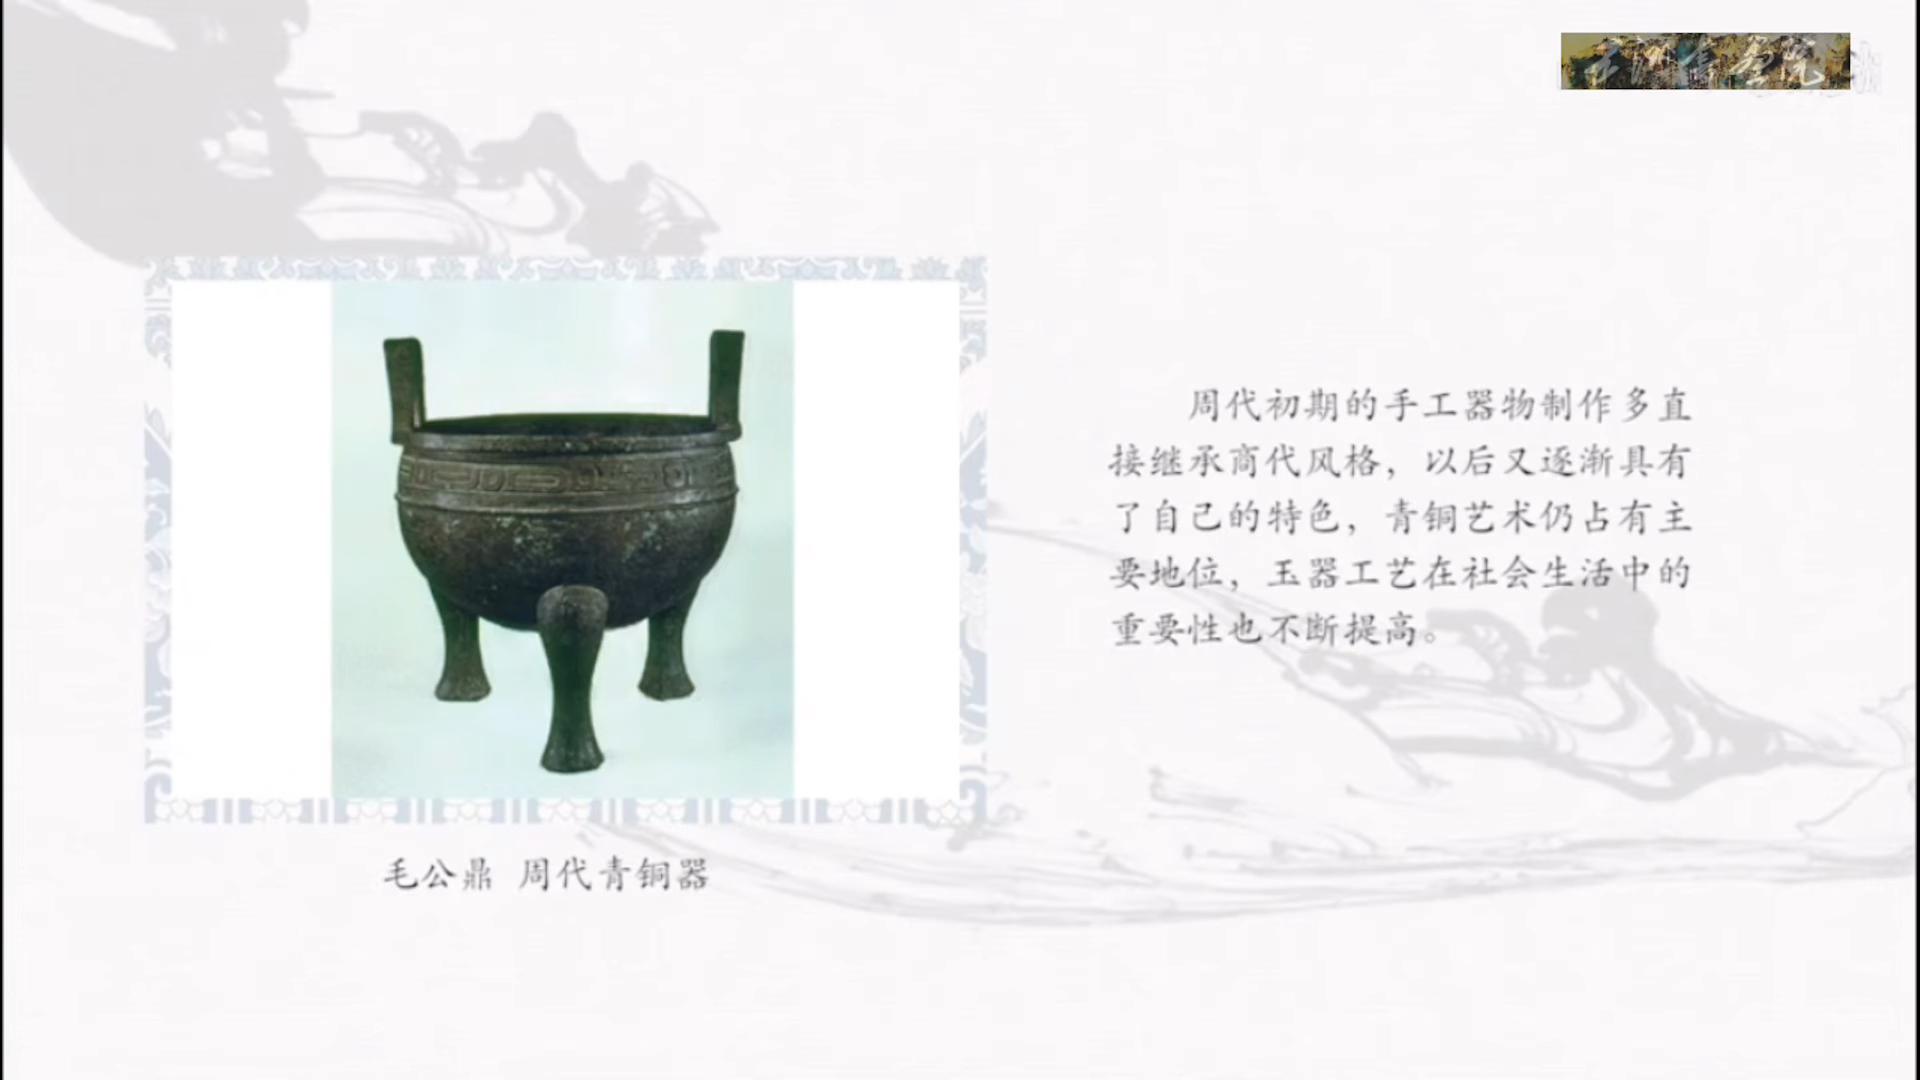 周代初期的手工器物制作多直
接继承商代风格，以后又逐渐具有
了自己的特色，青铜艺术仍占有主
要地位，玉器工艺在社会生活中的
重要性也不断提高。
毛公鼎 周代青铜器